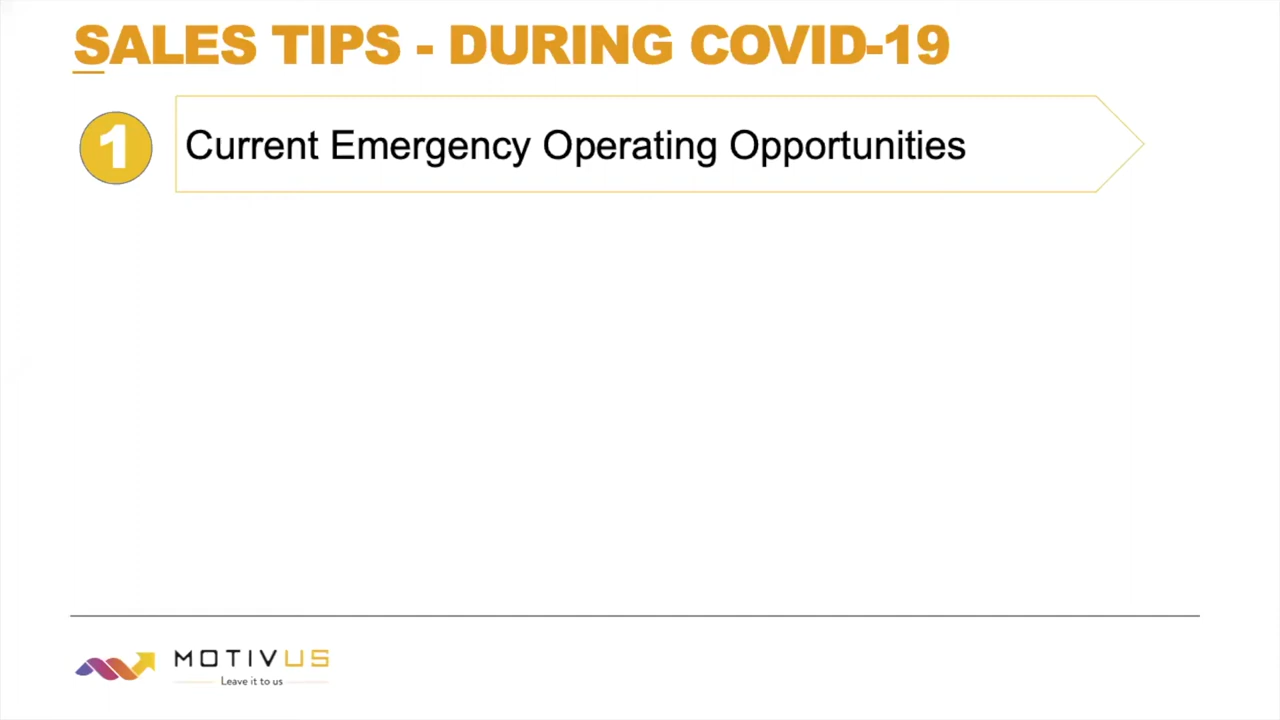 SALES TIPS - DURING COVID-19
1
Current Emergency Operating Opportunities
MOTIVUS
Leave it to us